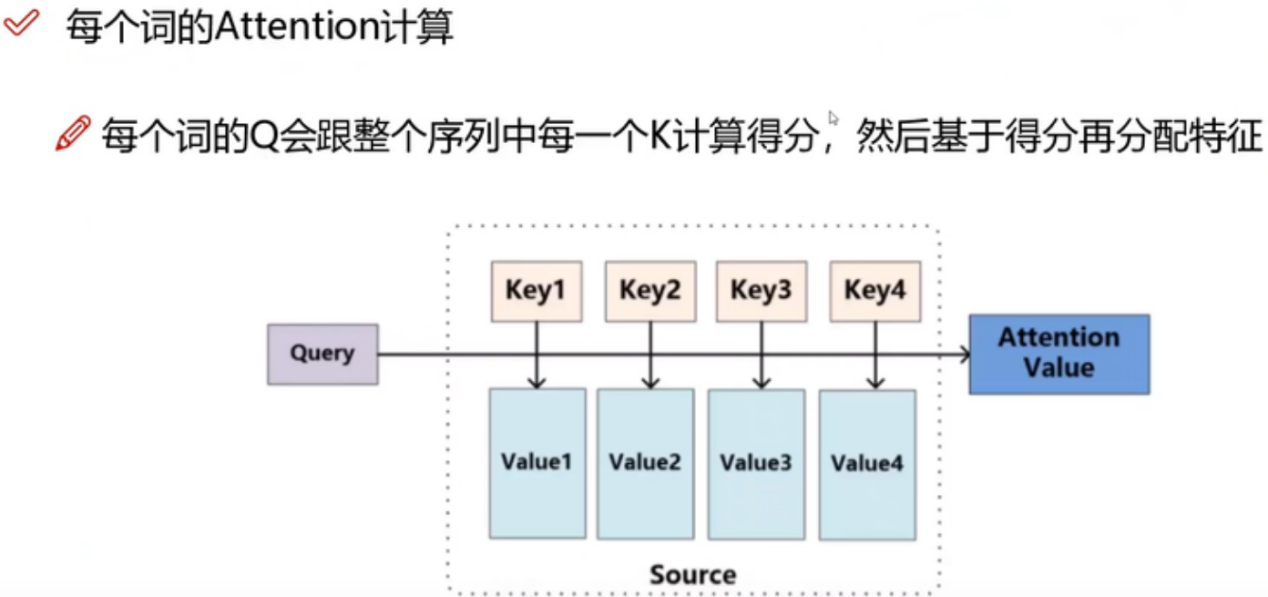 每个词的Attention计算
每个词的Q会跟整个序列中每一个K计算得分，然后基于得分再分配特征
Key1 Key2 Key3 Key4
Query
Attention
Value
Value1 Value2 Value3 Value4
Source